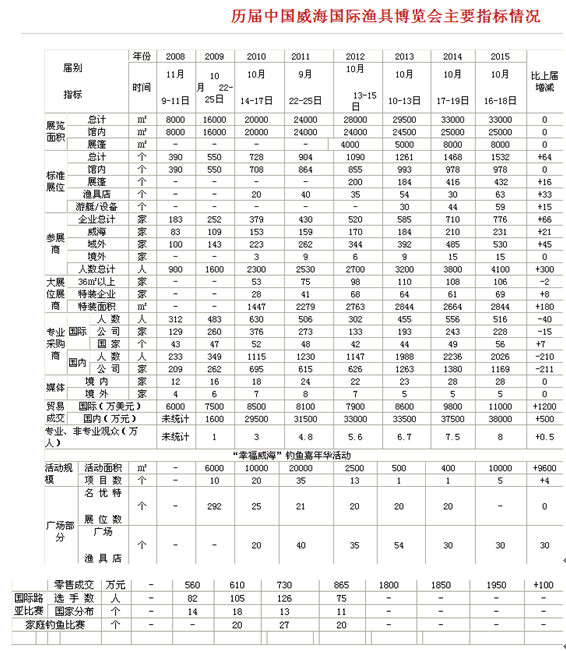 历届中国威海国际渔具博览会主要指标情况
届别 指标 年份 2008 2009 2010 2011 2012 2013 2014 2015 比上届增减
时间 11月 9-11日 10月 22-25日 10月 14-17日 9月 22-25日 10月 13-15日 10月 10-13日 10月 17-19日 10月 16-18日
展览面积 总计 ㎡ 8000 16000 20000 24000 28000 29500 33000 33000 0
馆内 ㎡ 8000 16000 20000 24000 24000 24500 25000 25000 0
展篷 ㎡ - - - - 4000 5000 8000 8000 0
标准展位 总计 个 390 550 728 904 1090 1261 1468 1532 +64
馆内 个 390 550 708 864 855 993 978 978 0
展篷 个 - - - - 200 184 416 432 +16
渔具店 个 - - 20 40 35 54 30 63 +33
游艇/设备 个 - - - - - 30 44 59 +15
参展商 企业总计 家 183 252 379 430 520 585 710 776 +66
威海 家 83 109 153 159 170 184 210 231 +21
域外 家 100 143 223 262 344 392 485 530 +45
境外 家 - - 3 9 6 9 15 15 0
人数总计 人 900 1600 2300 2530 2700 3200 3800 4100 +300
大展位展商 36㎡以上 家 - - 53 75 98 110 108 106 -2
特装企业 家 - - 28 41 68 64 61 69 +8
特装面积 ㎡ - - 1447 2279 2763 2844 2664 2844 +180
专业采购商 国际 人 数 人 312 483 630 506 302 455 556 516 -40
公 司 家 129 260 376 273 133 193 243 228 -15
国 家 个 43 47 52 48 42 44 49 56 +7
国内 人 数 人 233 349 1115 1230 1147 1988 2236 2026 -210
公 司 家 209 262 695 615 626 1263 1380 1169 -211
媒体 境 内 家 12 16 18 24 22 23 28 28 0
境 外 家 4 6 7 8 7 5 5 5 0
贸易成交 国际(万美元) 6000 7500 8500 8100 7900 8600 9800 11000 +1200
国内(万元) 未统计 1600 29500 31500 33000 33500 37500 38000 +500
专业、非专业观众(万人) 未统计 1 3 4.8 5.6 6.7 7.5 8 +0.5
“幸福威海”钓鱼嘉年华活动
活动规模 活动面积 ㎡ - 6000 10000 20000 2500 500 400 10000 +9600
项 目 数 个 - 10 20 35 13 1 1 5 +4
广场部分 名 优 特 展 位 数 个 - 292 25 21 20 20 20 - 0
广场 渔 具 店 个 - - 20 40 35 54 30 30 30
零售成交 万元 - 560 610 730 865 1800 1850 1950 +100
国际路亚比赛 选 手 数 人 - 82 105 126 75 - - - -
国家分布 个 - 14 18 13 11 - - - -
家庭钓鱼比赛 个 - - 20 27 20 - - - -